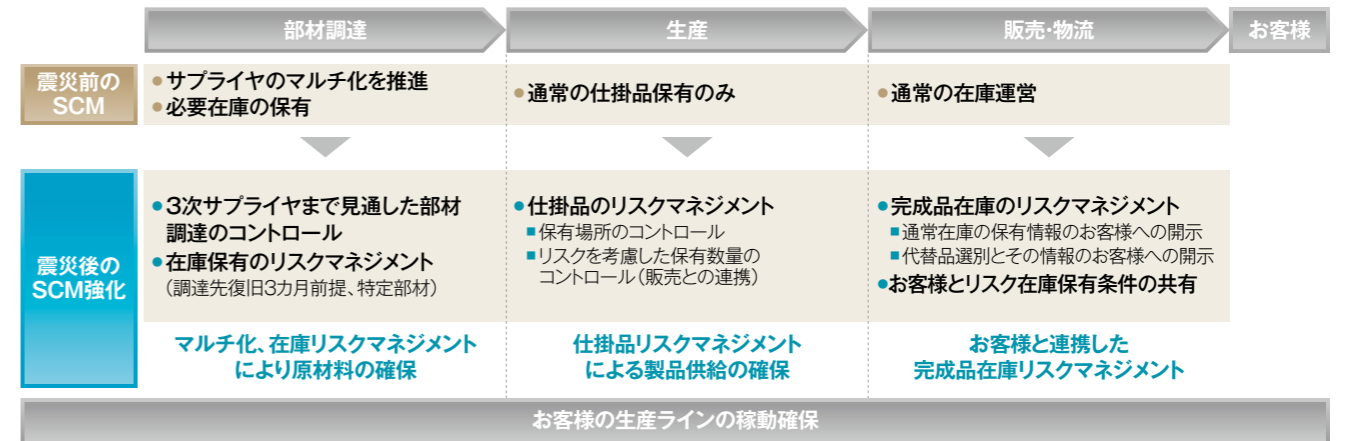 部材調達
生産
販売・物流
お客様
震災前の
SCM
●サプライヤのマルチ化を推進
●必要在庫の保有
●通常の仕掛品保有のみ
●通常の在庫運営
震災後の
SCM強化
●3次サプライヤまで見通した部材
調達のコントロール
●在庫保有のリスクマネジメント
（調達先復旧3カ月前提、特定部材）
マルチ化、在庫リスクマネジメント
により原材料の確保
●仕掛品のリスクマネジメント
■保有場所のコントロール
■リスクを考慮した保有数量の
コントロール（販売との連携）
仕掛品リスクマネジメント
による製品供給の確保
●完成品在庫のリスクマネジメント
■通常在庫の保有情報のお客様への開示
■代替品選別とその情報のお客様への開示
●お客様とリスク在庫保有条件の共有
お客様と連携した
完成品在庫リスクマネジメント
お客様の生産ラインの稼動確保